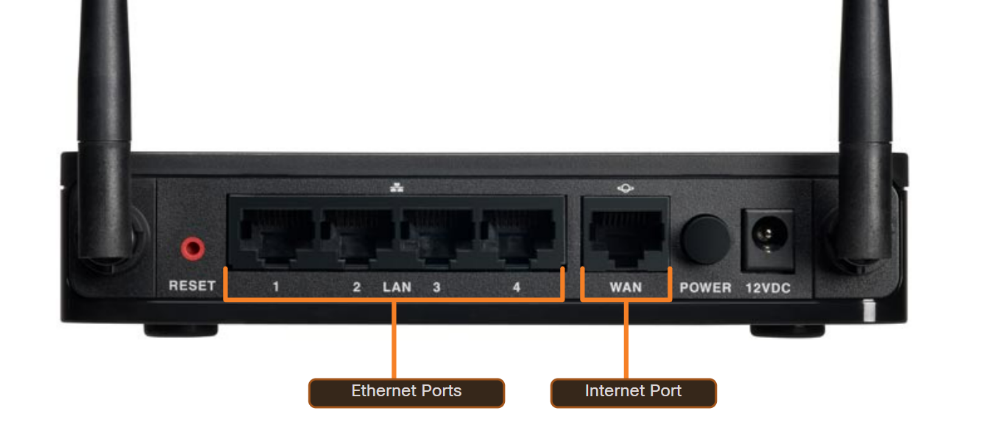 RESET 1 2 LAN 3 4 WAN POWER 12VDC
Ethernet Ports Internet Port